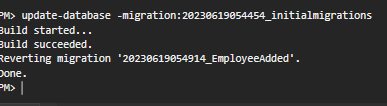 PM> update-database -migration:20230619054454_initialmigrations
Build started...
Build succeeded.
Reverting migration '20230619054914_EmployeeAdded'.
Done.
PM>